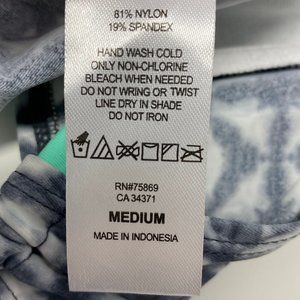 81% NYLON
19% SPANDEX
HAND WASH COLD
ONLY NON-CHLORINE
BLEACH WHEN NEEDED
DO NOT WRING OR TWIST
LINE DRY IN SHADE
DO NOT IRON
RN#75869
CA 34371
MEDIUM
MADE IN INDONESIA